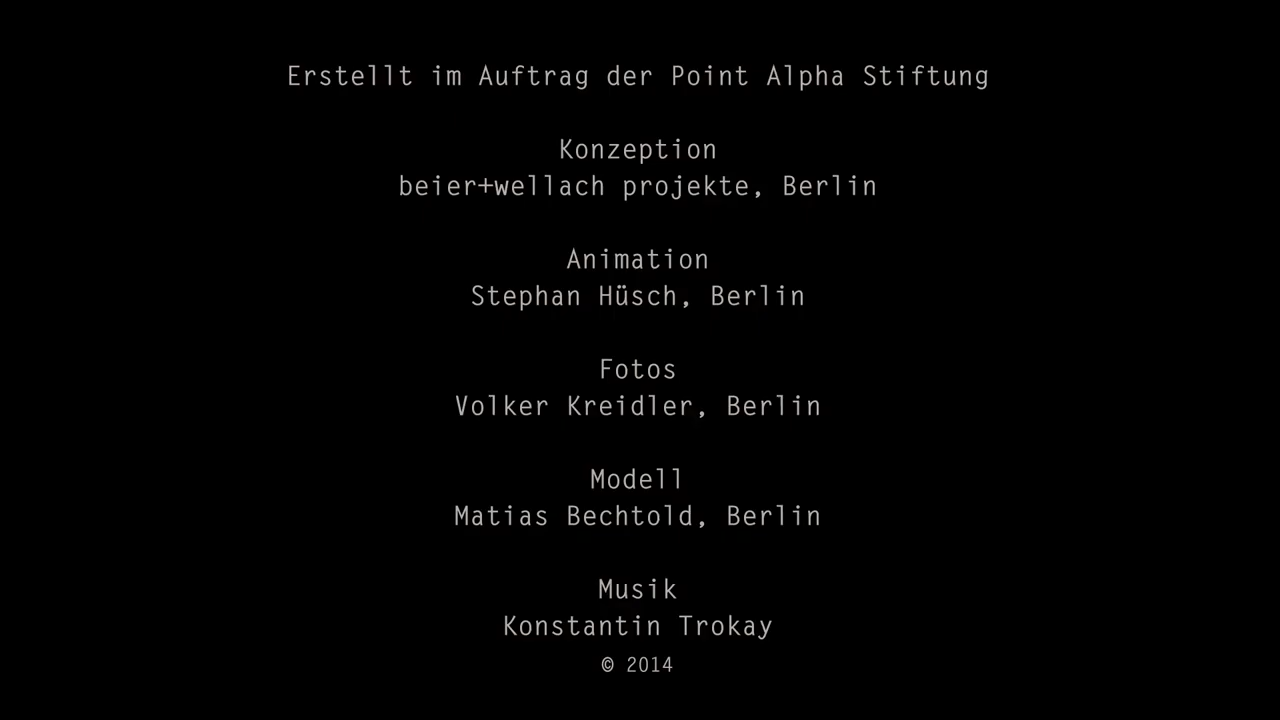 Erstellt im Auftrag der Point Alpha Stiftung
Konzeption
beier+wellach projekte, Berlin
Animation
Stephan Hüsch, Berlin
Fotos
Volker Kreidler, Berlin
Modell
Matias Bechtold, Berlin
Musik
Konstantin Trokay
© 2014